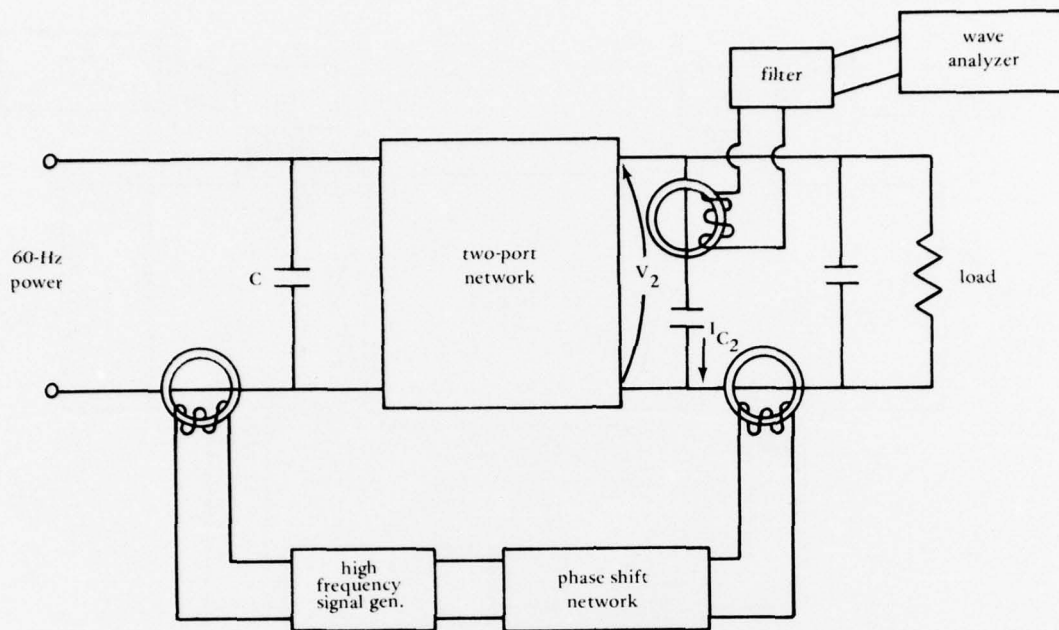 wave
analyzer
filter
60-Hz
power
C
two-port
network
V2
IC2
load
high
frequency
signal gen.
phase shift
network